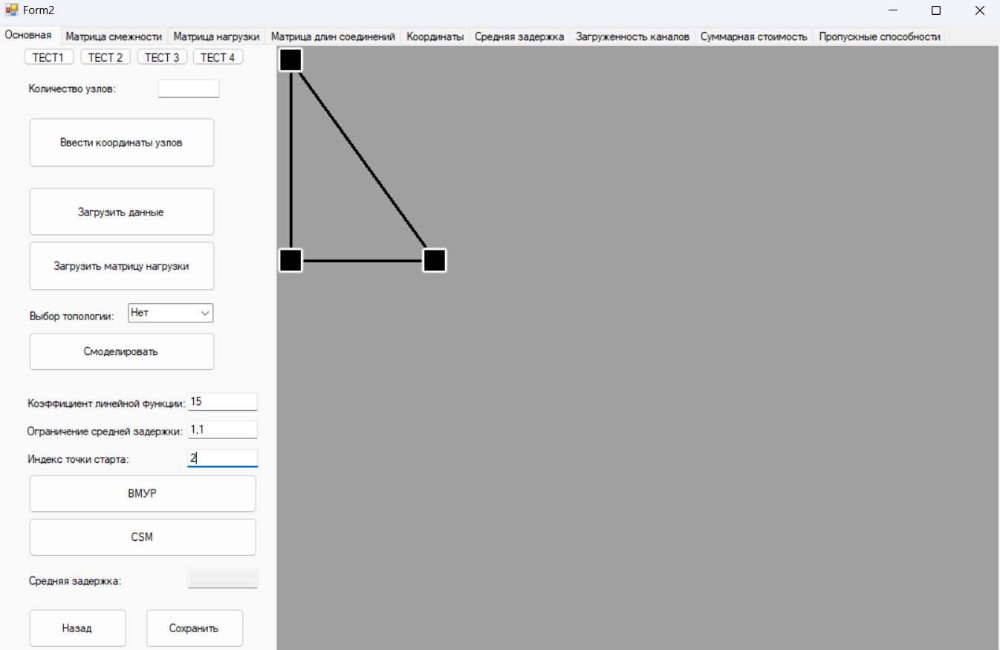 Form2
Основная Матрица смежности Матрица нагрузки Матрица длин соединений Координаты Средняя задержка Загруженность каналов Суммарная стоимость Пропускные способности
ТЕСТ1 ТЕСТ 2 ТЕСТ 3 ТЕСТ 4
Количество узлов:
Ввести координаты узлов
Загрузить данные
Загрузить матрицу нагрузки
Выбор топологии: Нет
Смоделировать
Коэффициент линейной функции: 15
Ограничение средней задержки: 1,1
Индекс точки старта: 2
ВМУР
CSM
Средняя задержка:
Назад Сохранить